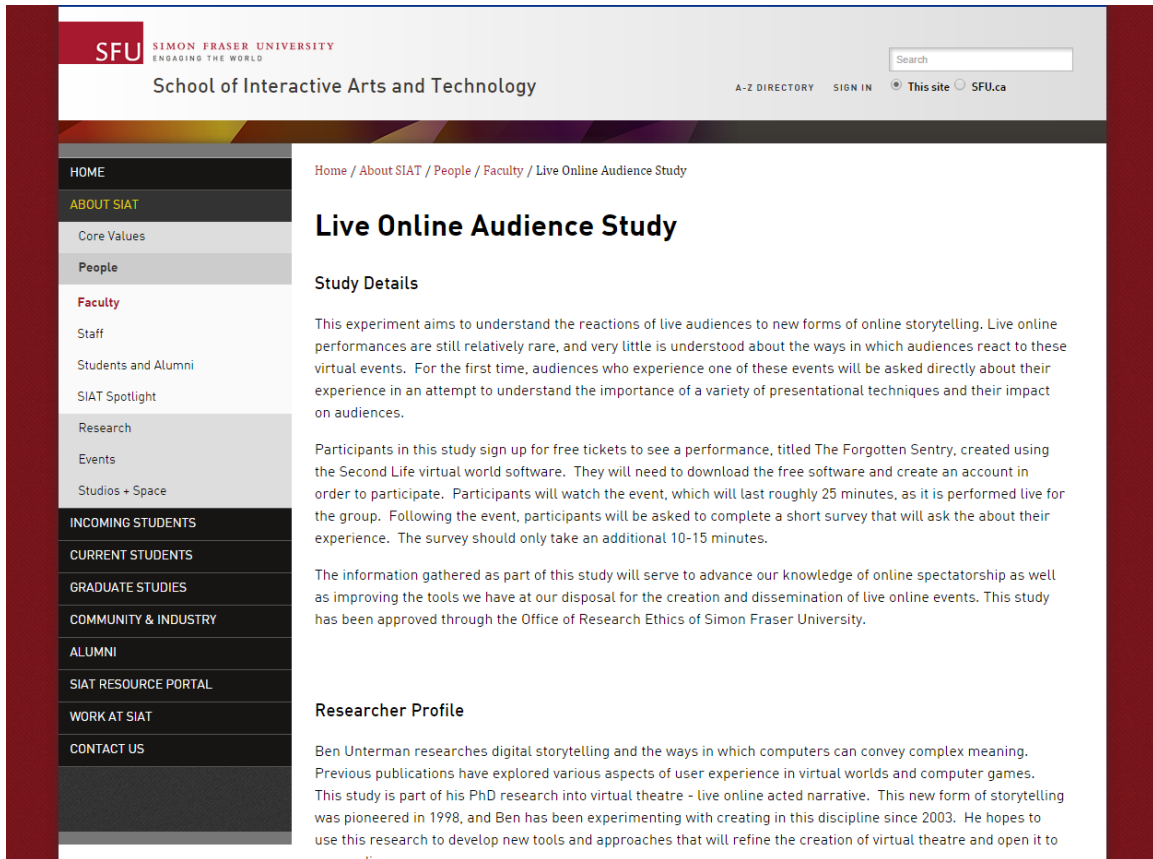 SFU
SIMON FRASER UNIVERSITY
ENGAGING THE WORLD
School of Interactive Arts and Technology
A-Z DIRECTORY
SIGN IN
Search
This site
SFU.ca
HOME
ABOUT SIAT
Core Values
People
Faculty
Staff
Students and Alumni
SIAT Spotlight
Research
Events
Studios + Space
INCOMING STUDENTS
CURRENT STUDENTS
GRADUATE STUDIES
COMMUNITY & INDUSTRY
ALUMNI
SIAT RESOURCE PORTAL
WORK AT SIAT
CONTACT US
Home / About SIAT / People / Faculty / Live Online Audience Study
Live Online Audience Study
Study Details
This experiment aims to understand the reactions of live audiences to new forms of online storytelling. Live online
performances are still relatively rare, and very little is understood about the ways in which audiences react to these
virtual events.  For the first time, audiences who experience one of these events will be asked directly about their
experience in an attempt to understand the importance of a variety of presentational techniques and their impact
on audiences.
Participants in this study sign up for free tickets to see a performance, titled The Forgotten Sentry, created using
the Second Life virtual world software.  They will need to download the free software and create an account in
order to participate.  Participants will watch the event, which will last roughly 25 minutes, as it is performed live for
the group.  Following the event, participants will be asked to complete a short survey that will ask the about their
experience.  The survey should only take an additional 10-15 minutes.
The information gathered as part of this study will serve to advance our knowledge of online spectatorship as well
as improving the tools we have at our disposal for the creation and dissemination of live online events. This study
has been approved through the Office of Research Ethics of Simon Fraser University.
Researcher Profile
Ben Unterman researches digital storytelling and the ways in which computers can convey complex meaning.
Previous publications have explored various aspects of user experience in virtual worlds and computer games.
This study is part of his PhD research into virtual theatre - live online acted narrative.  This new form of storytelling
was pioneered in 1998, and Ben has been experimenting with creating in this discipline since 2003.  He hopes to
use this research to develop new tools and approaches that will refine the creation of virtual theatre and open it to